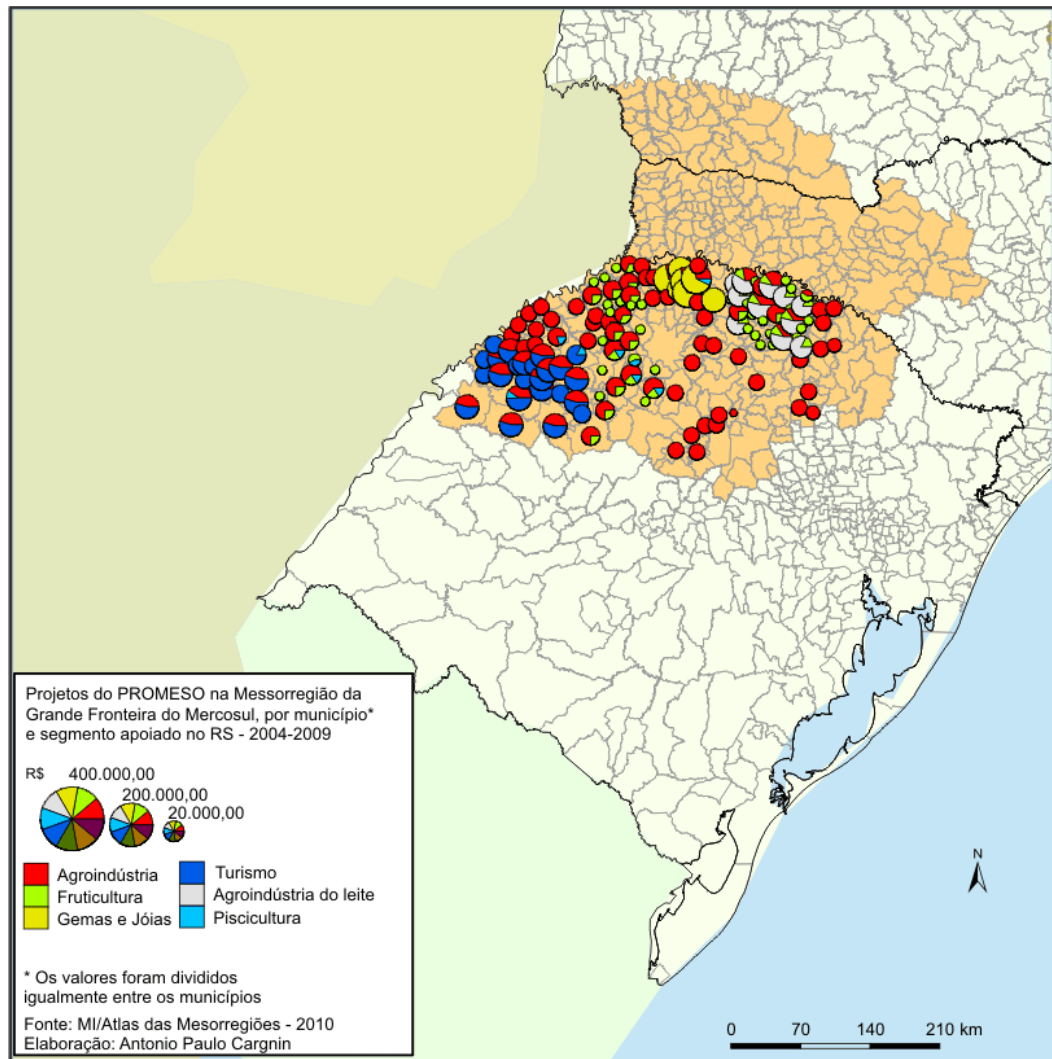 Projetos do PROMESO na Messorregião da
Grande Fronteira do Mercosul, por município*
e segmento apoiado no RS - 2004-2009
R$
400.000,00
200.000,00
20.000,00
Agroindústria
Fruticultura
Gemas e Jóias
Turismo
Agroindústria do leite
Piscicultura
* Os valores foram divididos
igualmente entre os municípios
Fonte: MI/Atlas das Mesorregiões - 2010
Elaboração: Antonio Paulo Cargnin
N
0 70 140 210 km